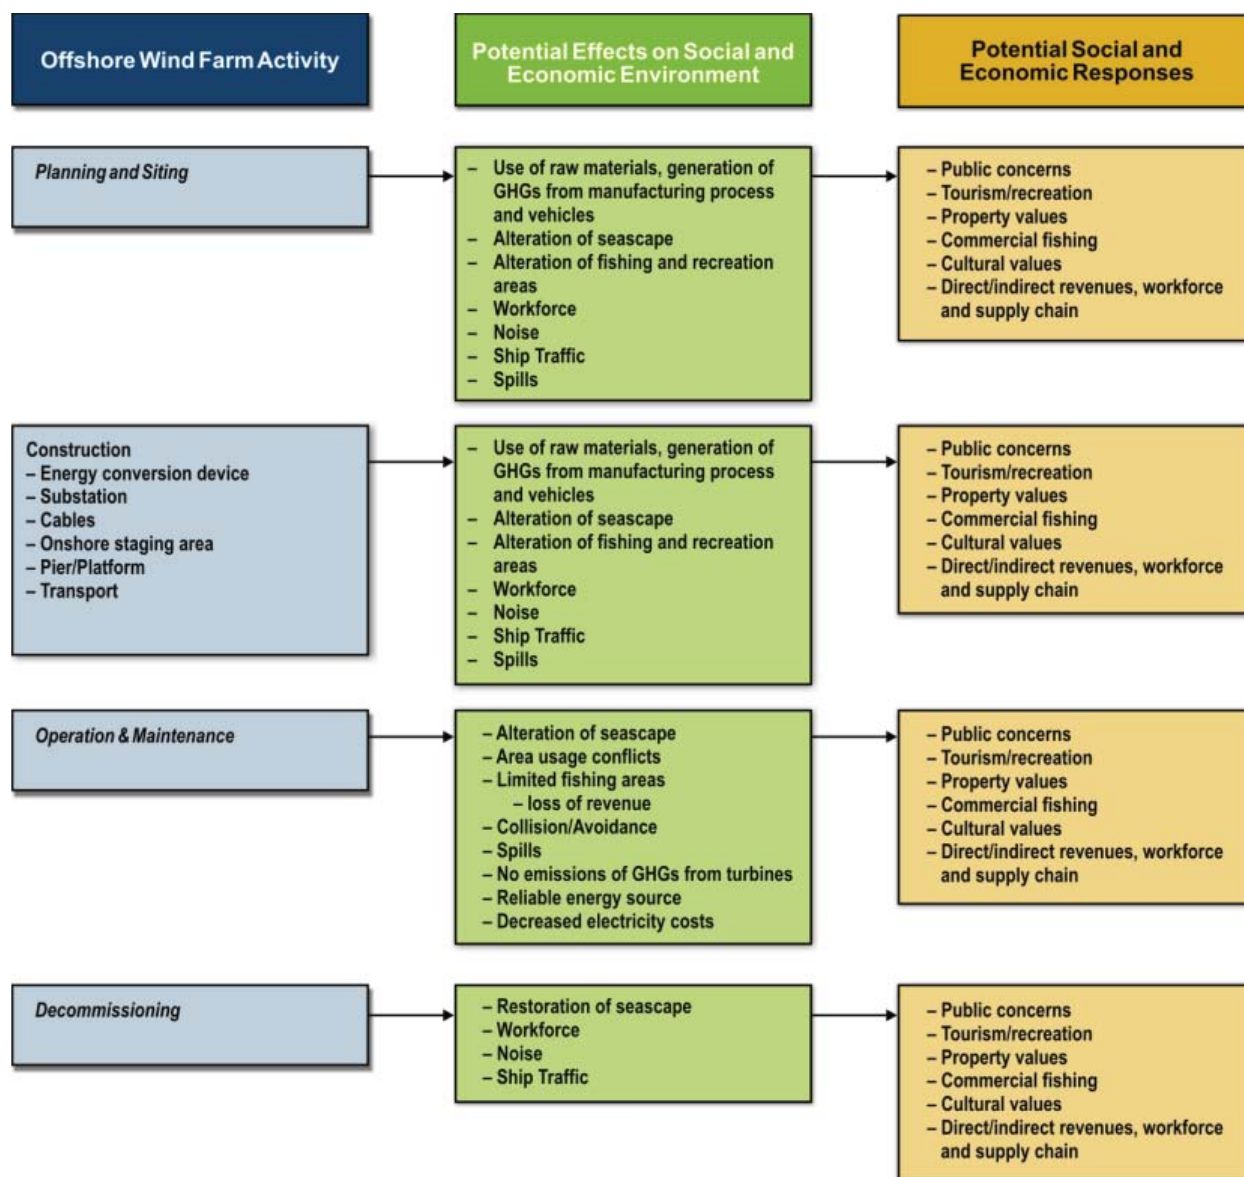 Offshore Wind Farm Activity
Potential Effects on Social and
Economic Environment
Potential Social and
Economic Responses
Planning and Siting
– Use of raw materials, generation of
GHGs from manufacturing process
and vehicles
– Alteration of seascape
– Alteration of fishing and recreation
areas
– Workforce
– Noise
– Ship Traffic
– Spills
– Public concerns
– Tourism/recreation
– Property values
– Commercial fishing
– Cultural values
– Direct/indirect revenues, workforce
and supply chain
Construction
– Energy conversion device
– Substation
– Cables
– Onshore staging area
– Pier/Platform
– Transport
– Use of raw materials, generation of
GHGs from manufacturing process
and vehicles
– Alteration of seascape
– Alteration of fishing and recreation
areas
– Workforce
– Noise
– Ship Traffic
– Spills
– Public concerns
– Tourism/recreation
– Property values
– Commercial fishing
– Cultural values
– Direct/indirect revenues, workforce
and supply chain
Operation & Maintenance
– Alteration of seascape
– Area usage conflicts
– Limited fishing areas
– loss of revenue
– Collision/Avoidance
– Spills
– No emissions of GHGs from turbines
– Reliable energy source
– Decreased electricity costs
– Public concerns
– Tourism/recreation
– Property values
– Commercial fishing
– Cultural values
– Direct/indirect revenues, workforce
and supply chain
Decommissioning
– Restoration of seascape
– Workforce
– Noise
– Ship Traffic
– Public concerns
– Tourism/recreation
– Property values
– Commercial fishing
– Cultural values
– Direct/indirect revenues, workforce
and supply chain